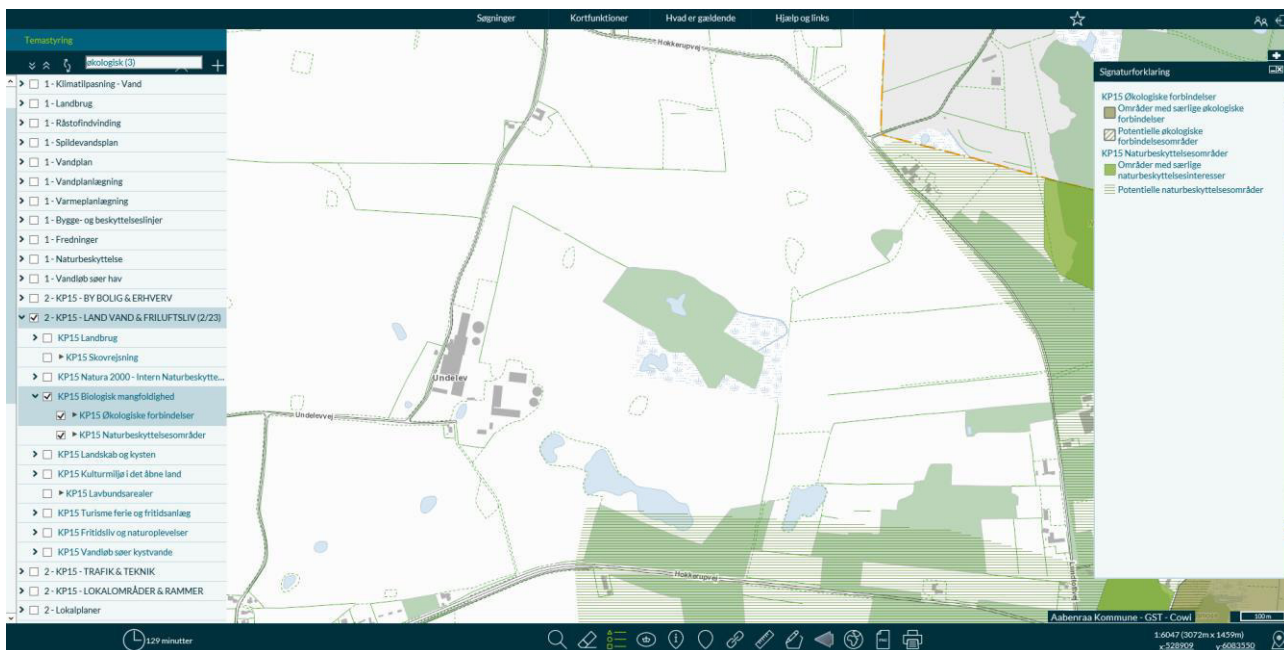 Søgninger Kortfunktioner Hvad er gældende Hjælp og links
Temastyring
økologisk (3)
1 - Klimatilpasning - Vand
1 - Landbrug
1 - Råstofindvinding
1 - Spildevandsplan
1 - Vandplan
1 - Vandplanlægning
1 - Varmeplanlægning
1 - Bygge- og beskyttelseslinjer
1 - Fredninger
1 - Naturbeskyttelse
1 - Vandløb søer hav
2 - KP15 - BY BOLIG & ERHVERV
2 - KP15 - LAND VAND & FRILUFTSLIV (2/23)
KP15 Landbrug
KP15 Skovrejsning
KP15 Natura 2000 - Intern Naturbeskytte...
KP15 Biologisk mangfoldighed
KP15 Økologiske forbindelser
KP15 Naturbeskyttelsesområder
KP15 Landskab og kysten
KP15 Kulturmiljø i det åbne land
KP15 Lavbundsarealer
KP15 Turisme ferie og fritidsanlæg
KP15 Fritidsliv og naturoplevelser
KP15 Vandløb søer kystvande
2 - KP15 - TRAFIK & TEKNIK
2 - KP15 - LOKALOMRÅDER & RAMMER
2 - Lokalplaner
Hokkerupvej
Undelev
Undelevvej
Hokkerupvej
Signaturforklaring
KP15 Økologiske forbindelser
Områder med særlige økologiske
forbindelser
Potentielle økologiske
forbindelsesområder
KP15 Naturbeskyttelsesområder
Områder med særlige
naturbeskyttelsesinteresser
Potentielle naturbeskyttelsesområder
Aabenraa Kommune - GST - Cowi
100 m
129 minutter
1:6047 (3072m x 1459m)
x:528909 y:6083550